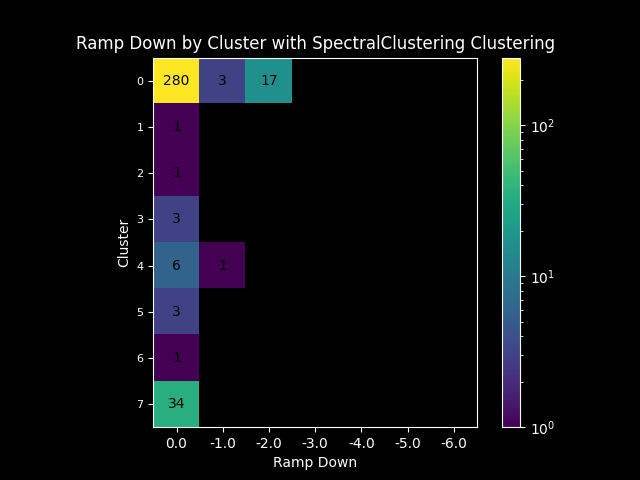 Ramp Down by Cluster with SpectralClustering Clustering
0 280 3 17
1 1
2 1
3 3
4 6 1
5 3
6 1
7 34
Cluster
0.0 -1.0 -2.0 -3.0 -4.0 -5.0 -6.0
Ramp Down
10²
10¹
10⁰